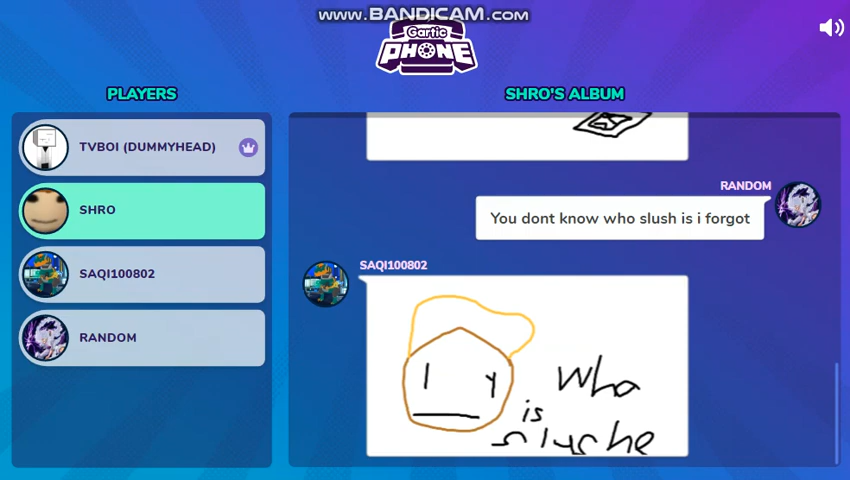 www.BANDICAM.com
Gartic
PHONE
PLAYERS
SHRO'S ALBUM
TVBOI (DUMMYHEAD)
SHRO
SAQI100802
RANDOM
RANDOM
You dont know who slush is i forgot
SAQI100802
Who
is
slushe